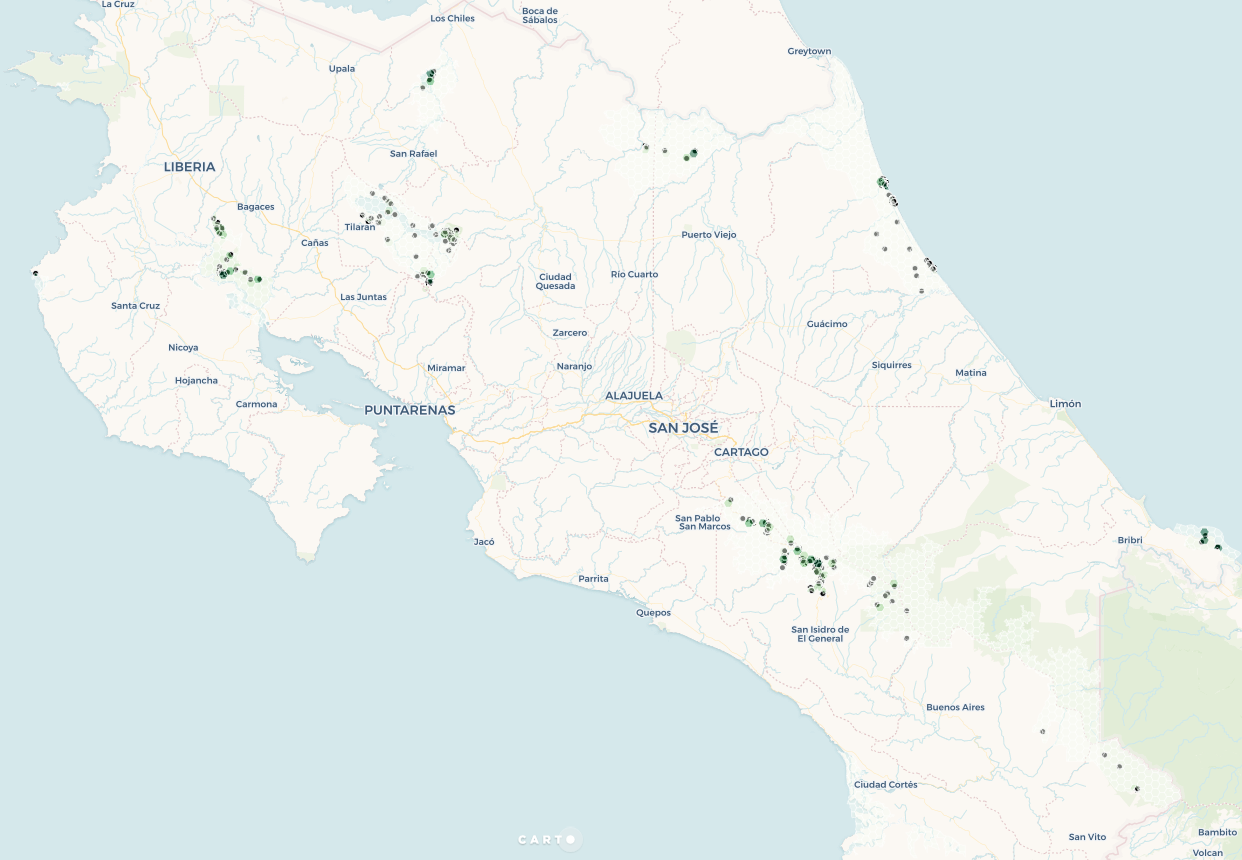 La Cruz
Los Chiles
Boca de
Sábalos
Greytown
Upala
San Rafael
LIBERIA
Bagaces
Tilarán
Cañas
Puerto Viejo
Ciudad
Quesada
Río Cuarto
Las Juntas
Santa Cruz
Guácimo
Zarcero
Nicoya
Miramar
Naranjo
Siquirres
Matina
Hojancha
Carmona
PUNTARENAS
ALAJUELA
Limón
SAN JOSÉ
CARTAGO
San Pablo
San Marcos
Jacó
Bribri
Parrita
Quepos
San Isidro de
El General
Buenos Aires
Ciudad Cortés
CARTO
San Vito
Bambito
Volcan